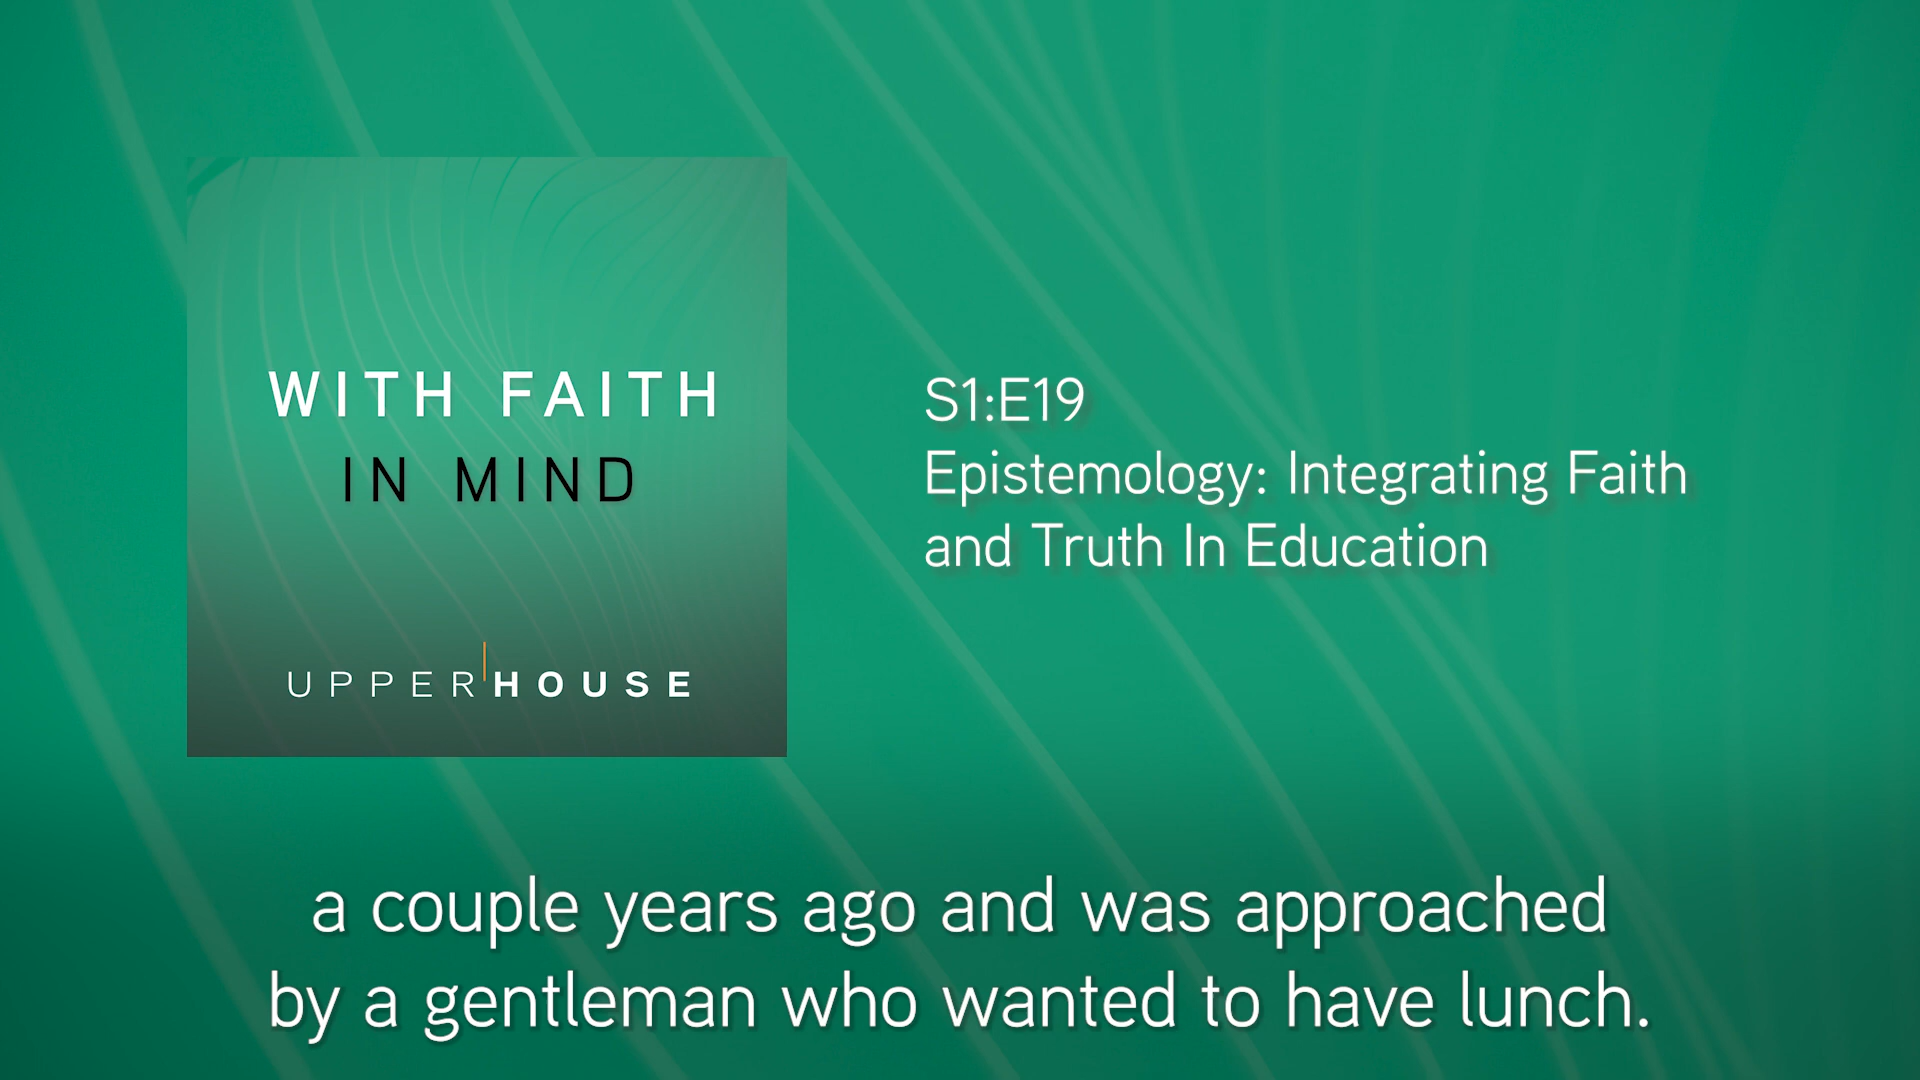 WITH FAITH
IN MIND
UPPER HOUSE
S1:E19
Epistemology: Integrating Faith
and Truth In Education
a couple years ago and was approached
by a gentleman who wanted to have lunch.